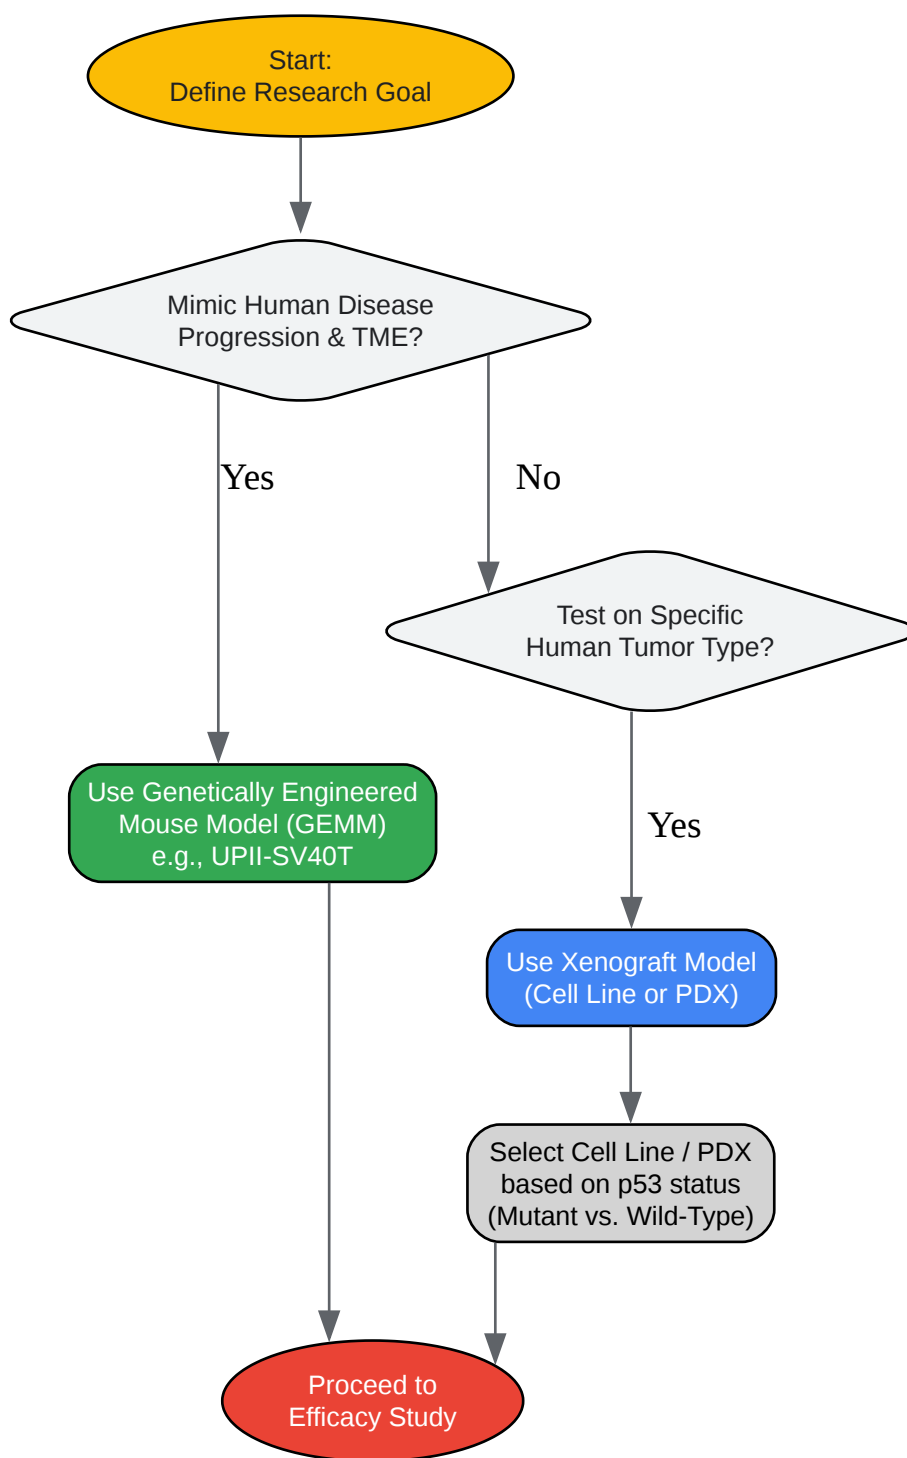 Start:
Define Research Goal
Mimic Human Disease
Progression & TME?
Yes
No
Test on Specific
Human Tumor Type?
Use Genetically Engineered
Mouse Model (GEMM)
e.g., UPII-SV40T
Yes
Use Xenograft Model
(Cell Line or PDX)
Select Cell Line / PDX
based on p53 status
(Mutant vs. Wild-Type)
Proceed to
Efficacy Study